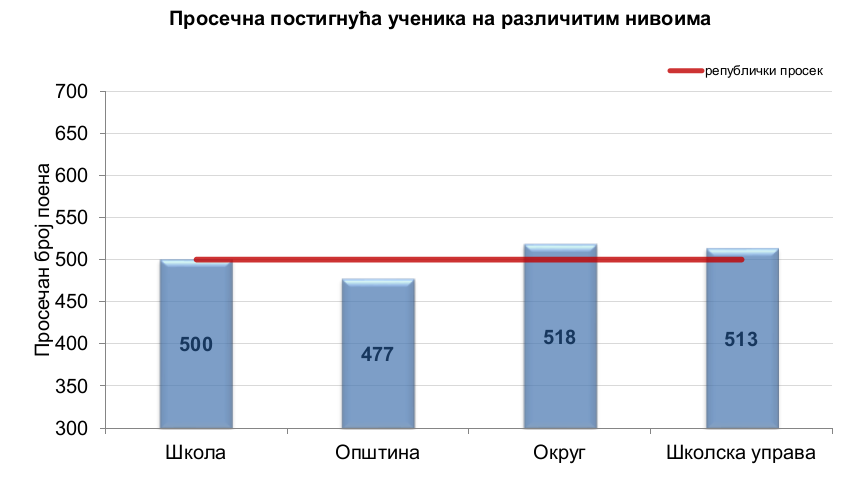 Просечна постигнућа ученика на различитим нивоима
републички просек
Просечан број поена
700
650
600
550
500
450
400
350
300
500
477
518
513
Школа
Општина
Округ
Школска управа